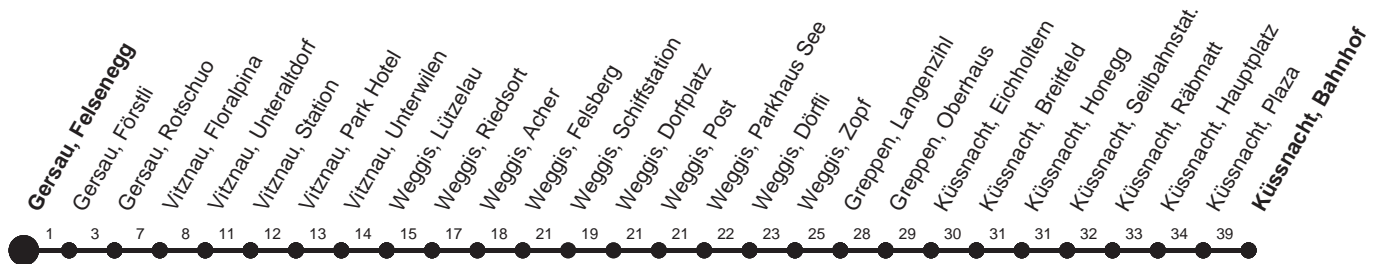 Gersau, Felsenegg
Gersau, Förstli
Gersau, Rotschuo
Vitznau, Floralpina
Vitznau, Unteraltdorf
Vitznau, Station
Vitznau, Park Hotel
Vitznau, Unterwilen
Weggis, Lützelau
Weggis, Riedsort
Weggis, Acher
Weggis, Felsberg
Weggis, Schiffstation
Weggis, Dorfplatz
Weggis, Post
Weggis, Parkhaus See
Weggis, Dörfli
Weggis, Zopf
Greppen, Langenzihl
Greppen, Oberhaus
Küssnacht, Eichholtern
Küssnacht, Breitfeld
Küssnacht, Honegg
Küssnacht, Seilbahnstat.
Küssnacht, Räbmatt
Küssnacht, Hauptplatz
Küssnacht, Plaza
Küssnacht, Bahnhof
1 3 7 8 11 12 13 14 15 17 18 21 19 21 21 22 23 25 28 29 30 31 31 32 33 34 39